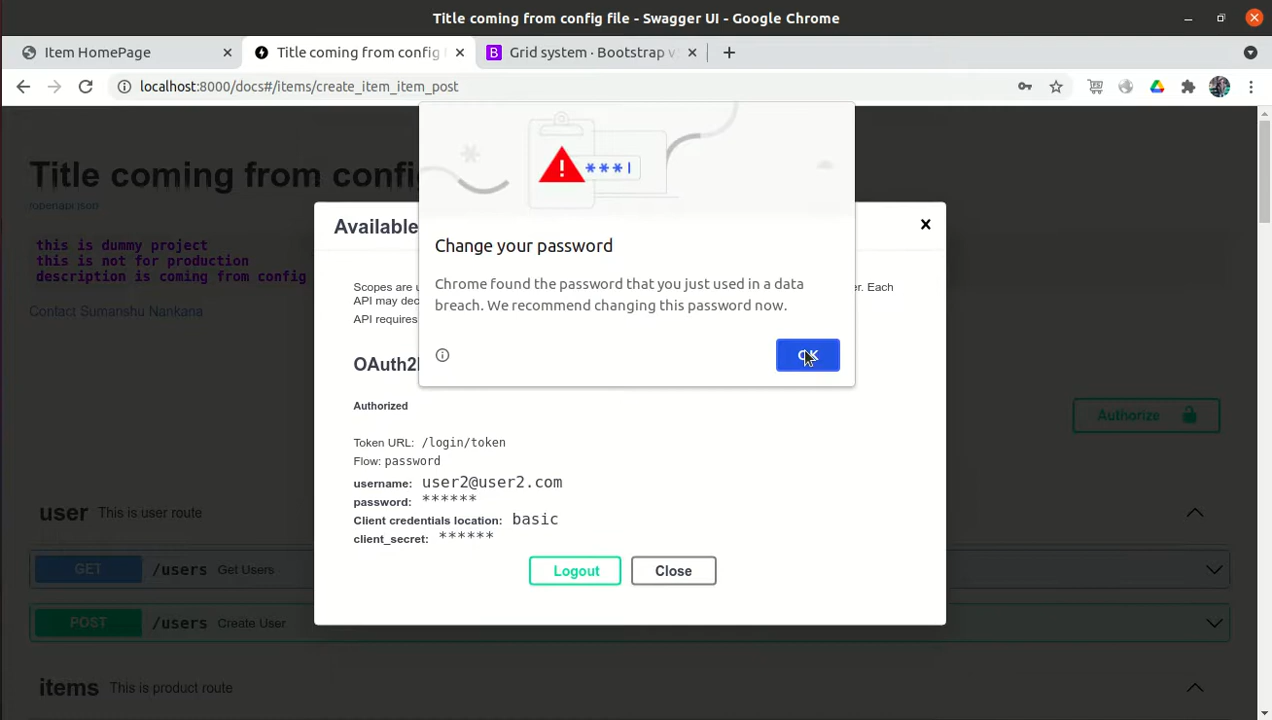 Title coming from config file - Swagger UI - Google Chrome
Item HomePage
Title coming from config
Grid system · Bootstrap v
localhost:8000/docs#/items/create_item_item_post
Title coming from config
/openapi.json
this is dummy project
this is not for production
description is coming from config
Contact Sumanshu Nankana
***
Change your password
Chrome found the password that you just used in a data
breach. We recommend changing this password now.
OK
Available
Scopes are u
er. Each
API may dec
API requires
OAuth2
Authorized
Token URL: /login/token
Flow: password
username: user2@user2.com
password: ******
Client credentials location: basic
client_secret: ******
Logout
Close
Authorize
user This is user route
GET /users Get Users
POST /users Create User
items This is product route